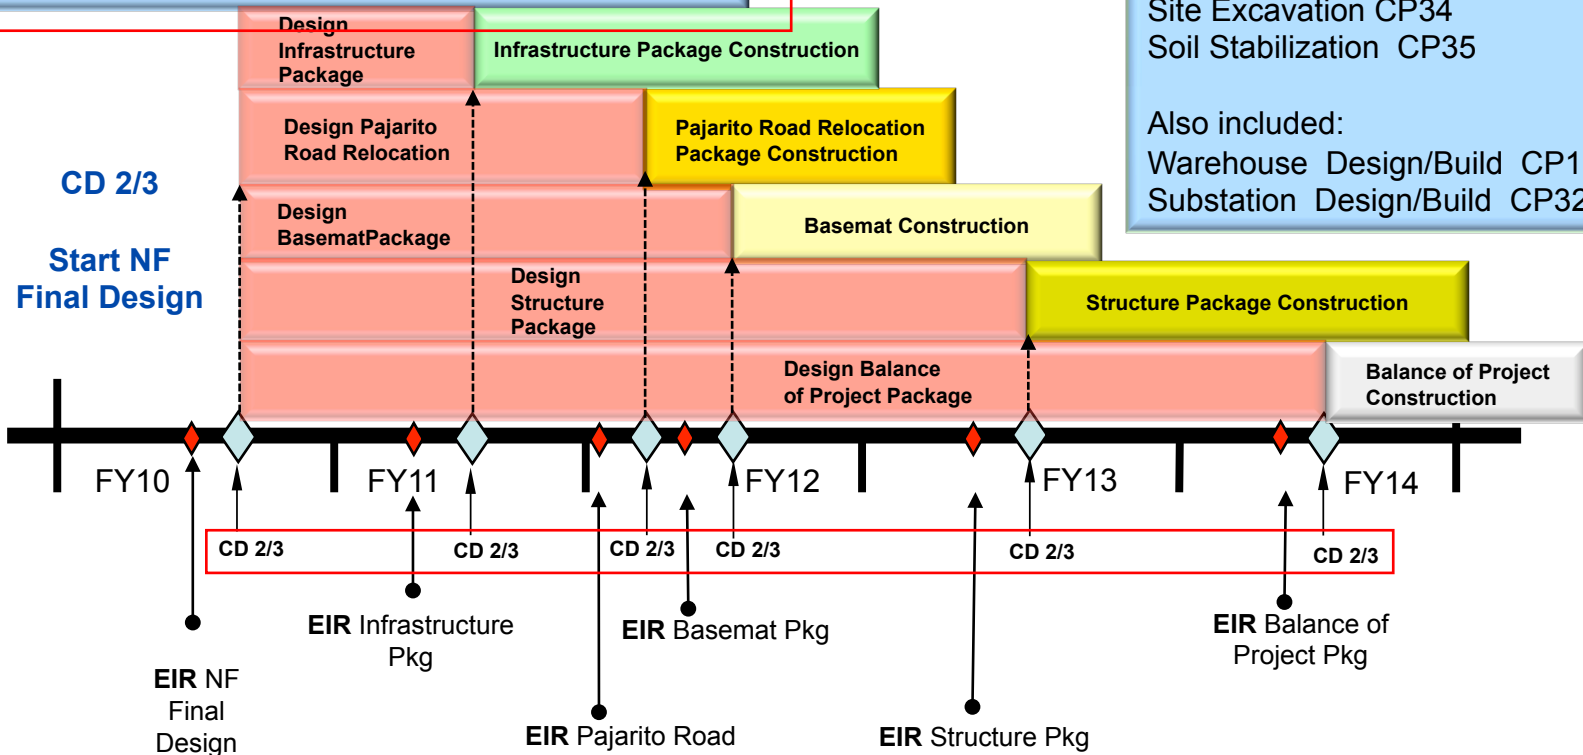 Site Excavation CP34
Soil Stabilization CP35
Also included:
Warehouse Design/Build CP1
Substation Design/Build CP32
Design
Infrastructure
Package
Infrastructure Package Construction
Design Pajarito
Road Relocation
Pajarito Road Relocation
Package Construction
CD 2/3
Start NF
Final Design
Design
BasematPackage
Basemat Construction
Design
Structure
Package
Structure Package Construction
Design Balance
of Project Package
Balance of Project
Construction
FY10
FY11
FY12
FY13
FY14
CD 2/3
CD 2/3
CD 2/3
CD 2/3
CD 2/3
CD 2/3
EIR NF
Final
Design
EIR Infrastructure
Pkg
EIR Pajarito Road
EIR Basemat Pkg
EIR Structure Pkg
EIR Balance of
Project Pkg